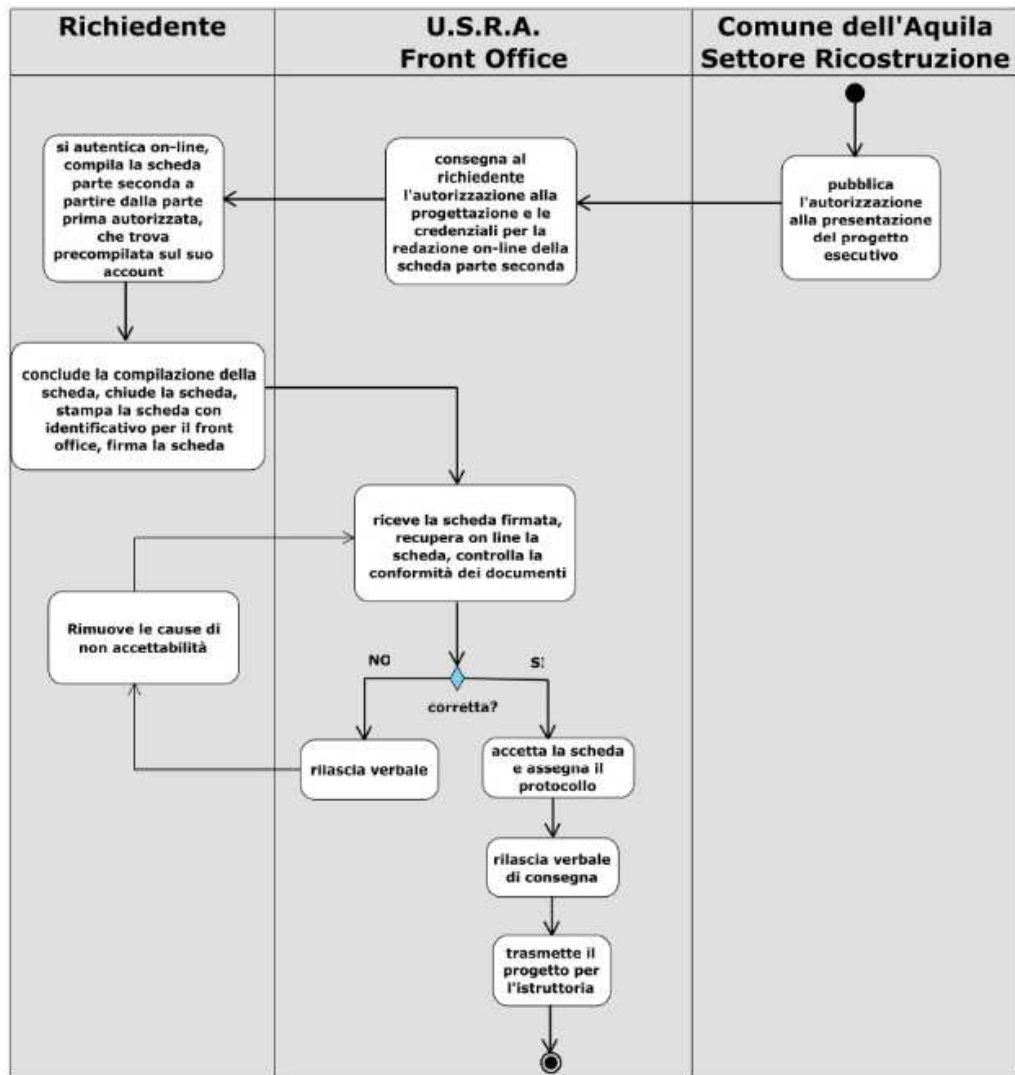 Richiedente
U.S.R.A.
Front Office
Comune dell'Aquila
Settore Ricostruzione
si autentica on-line,
compila la scheda
parte seconda a
partire dalla parte
prima autorizzata,
che trova
precompilata sul suo
account
consegna al
richiedente
l'autorizzazione alla
progettazione e le
credenziali per la
redazione on-line della
scheda parte seconda
pubblica
l'autorizzazione
alla presentazione
del progetto
esecutivo
conclude la compilazione della
scheda, chiude la scheda,
stampa la scheda con
identificativo per il front
office, firma la scheda
riceve la scheda firmata,
recupera on line la
scheda, controlla la
conformità dei documenti
Rimuove le cause di
non accettabilità
NO
SI
corretta?
rilascia verbale
accetta la scheda
e assegna il
protocollo
rilascia verbale
di consegna
trasmette il
progetto per
l'istruttoria